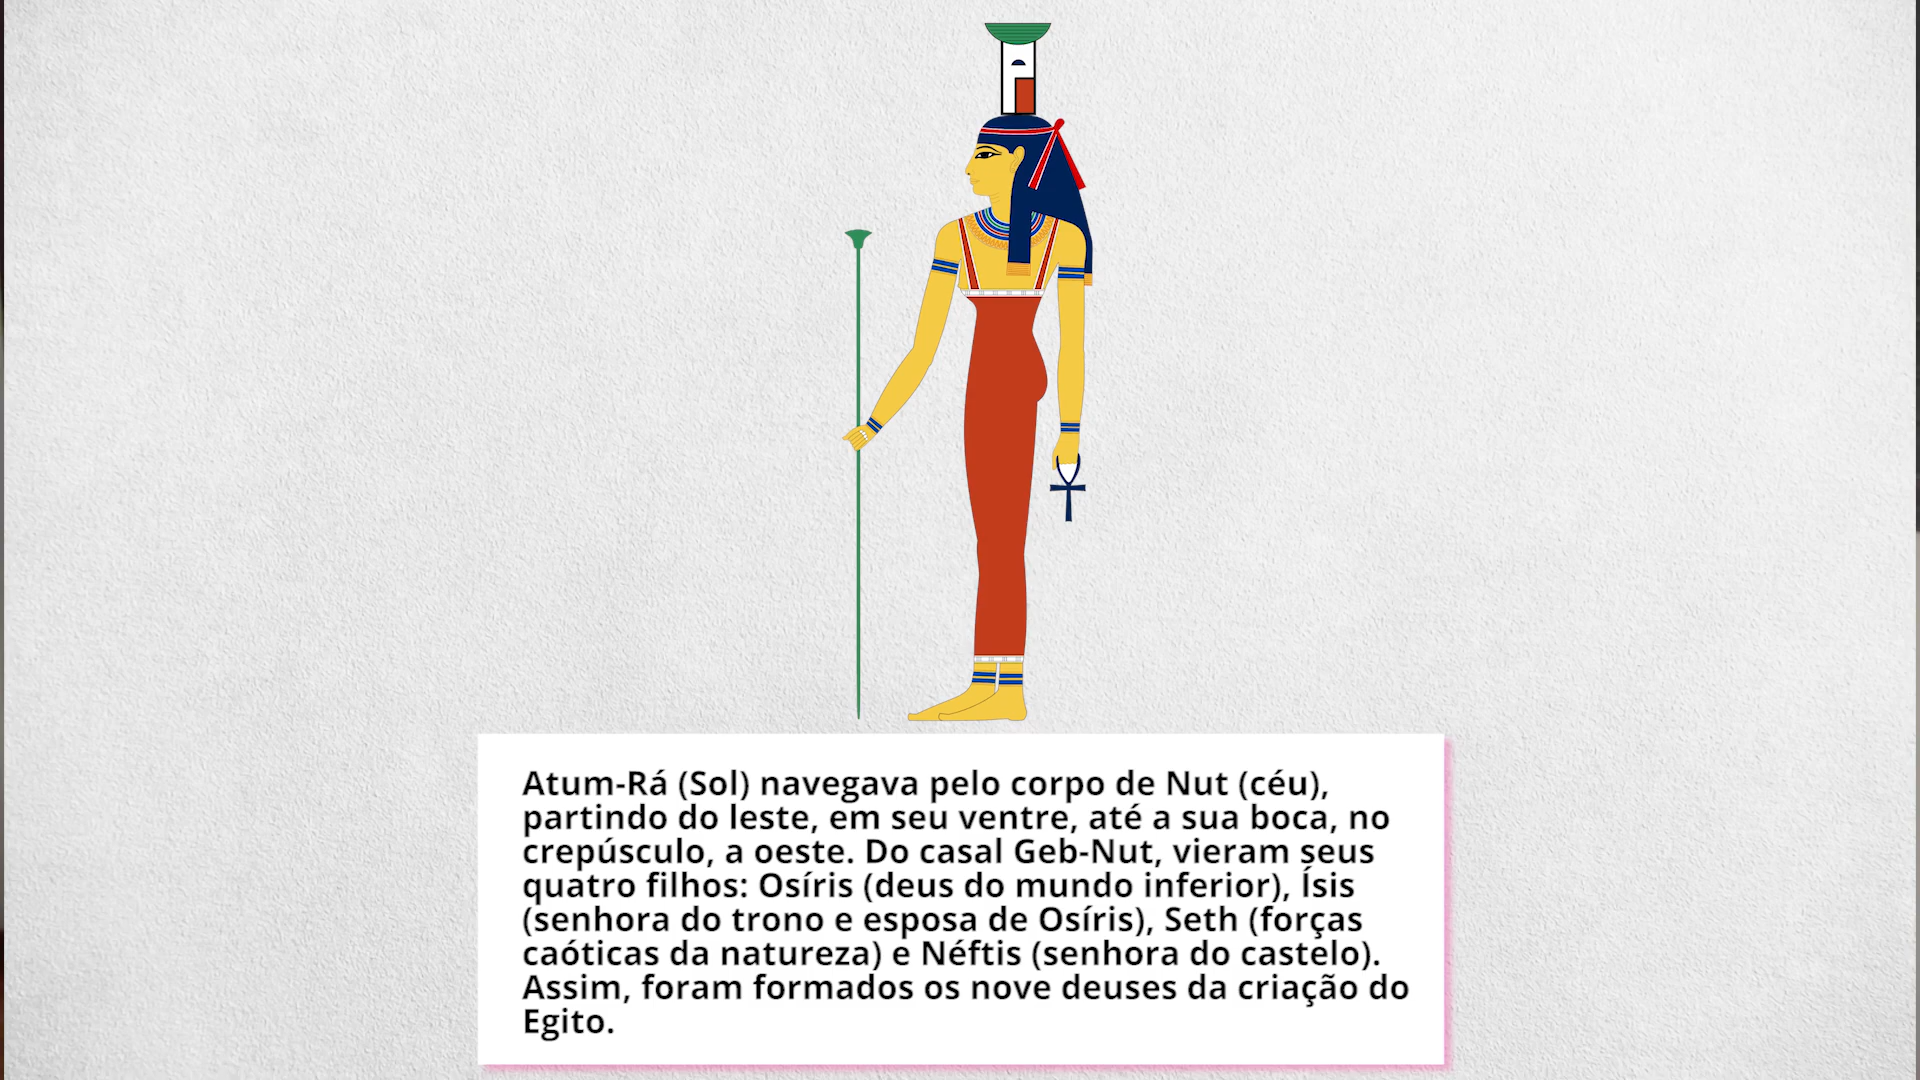 Atum-Rá (Sol) navegava pelo corpo de Nut (céu),
partindo do leste, em seu ventre, até a sua boca, no
crepúsculo, a oeste. Do casal Geb-Nut, vieram seus
quatro filhos: Osíris (deus do mundo inferior), Ísis
(senhora do trono e esposa de Osíris), Seth (forças
caóticas da natureza) e Néftis (senhora do castelo).
Assim, foram formados os nove deuses da criação do
Egito.